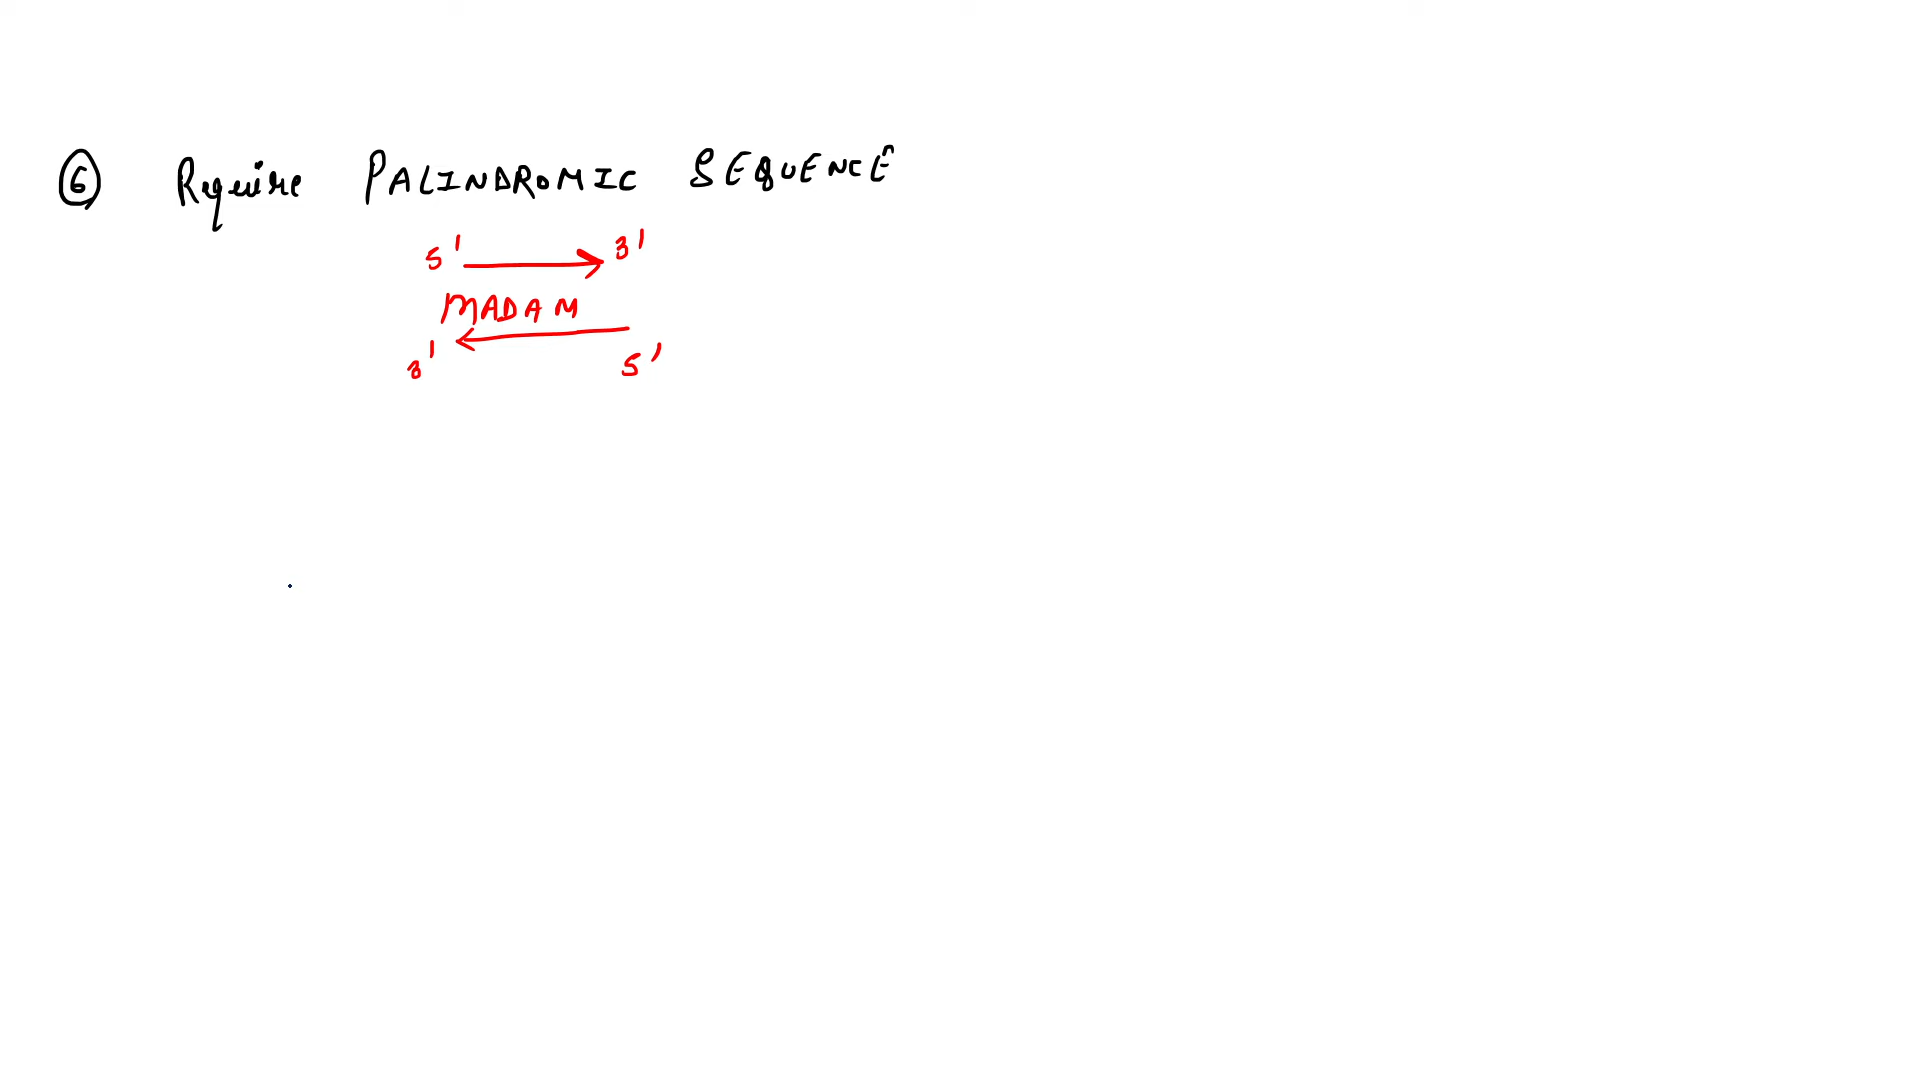 6 Require PALINDROMIC SEQUENCE
5' 3'
MADAM
3' 5'